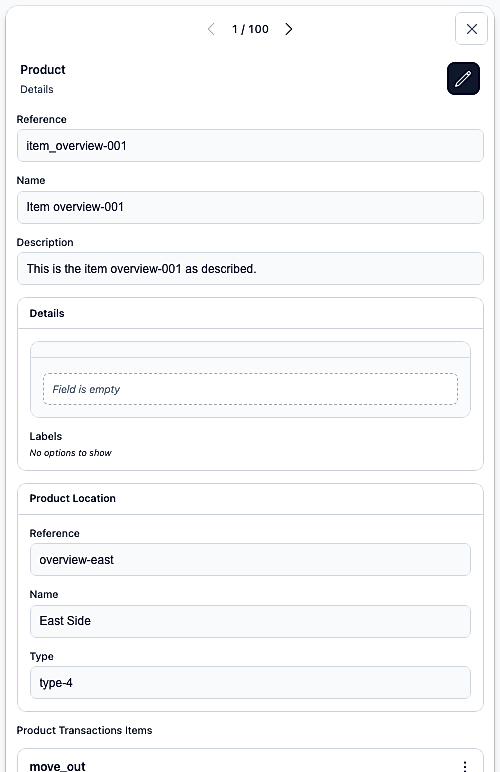 1 / 100
Product
Details
Reference
item_overview-001
Name
Item overview-001
Description
This is the item overview-001 as described.
Details
Field is empty
Labels
No options to show
Product Location
Reference
overview-east
Name
East Side
Type
type-4
Product Transactions Items
move_out